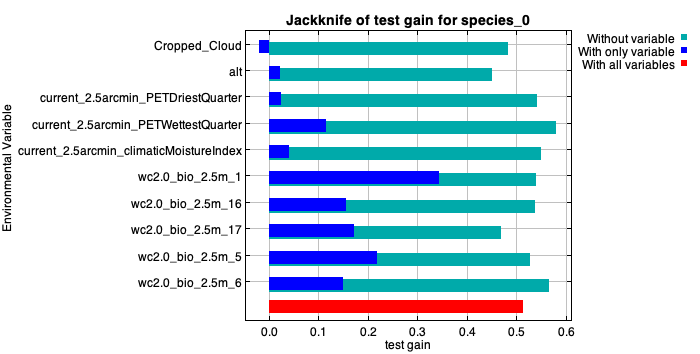 Jackknife of test gain for species_0
Without variable
With only variable
With all variables
Environmental Variable
Cropped_Cloud
alt
current_2.5arcmin_PETDriestQuarter
current_2.5arcmin_PETWettestQuarter
current_2.5arcmin_climaticMoistureIndex
wc2.0_bio_2.5m_1
wc2.0_bio_2.5m_16
wc2.0_bio_2.5m_17
wc2.0_bio_2.5m_5
wc2.0_bio_2.5m_6
0.0 0.1 0.2 0.3 0.4 0.5 0.6
test gain